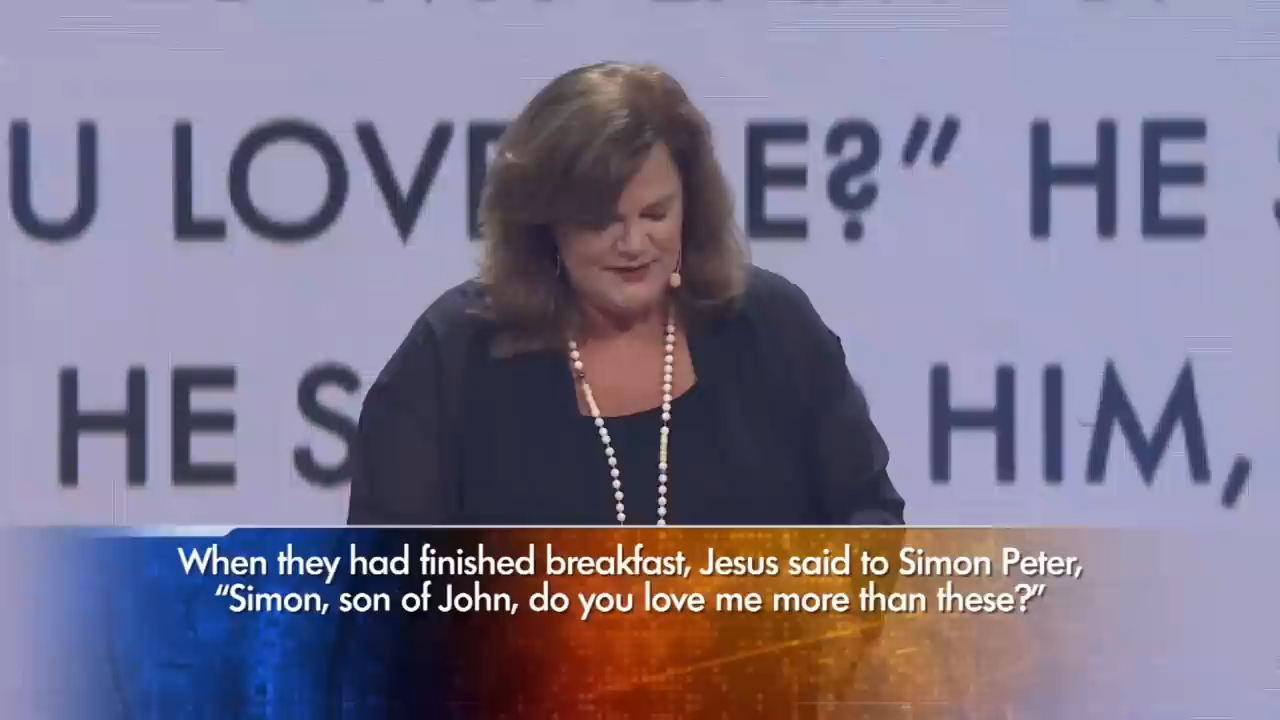 U LOVE E?” HE
HE S HIM,
When they had finished breakfast, Jesus said to Simon Peter,
“Simon, son of John, do you love me more than these?”